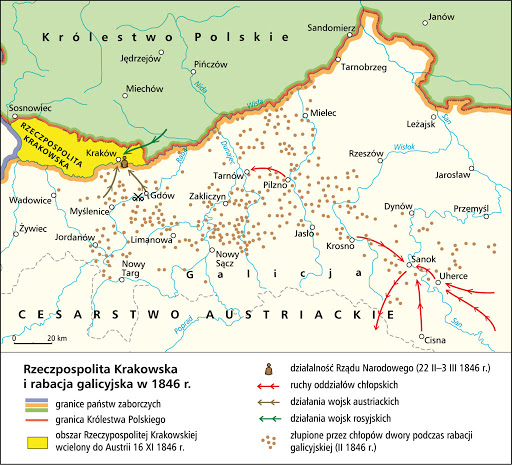 Królestwo Polskie
Sandomierz
Janów
Jędrzejów
Pińczów
Nida
Tarnobrzeg
Miechów
Sosnowiec
Wisła
Mielec
RZECZPOSPOLITA
KRAKOWSKA
Kraków
Leżajsk
San
Raba
Dunajec
Rzeszów
Wisłok
Tarnów
Pilzno
Jarosław
Wadowice
Gdów
Myślenice
Zakliczyn
Dynów
Przemyśl
Żywiec
Jordanów
Limanowa
Jasło
Krosno
Nowy
Sącz
Sanok
Nowy
Targ
Galicja
Uherce
CESARSTWO AUSTRIACKIE
Poprad
San
Cisna
0 20 km
Rzeczpospolita Krakowska
i rabacja galicyjska w 1846 r.
granice państw zaborczych
granica Królestwa Polskiego
obszar Rzeczypospolitej Krakowskiej
wcielony do Austrii 16 XI 1846 r.
działalność Rządu Narodowego (22 II–3 III 1846 r.)
ruchy oddziałów chłopskich
działania wojsk austriackich
działania wojsk rosyjskich
złupione przez chłopów dwory podczas rabacji
galicyjskiej (II 1846 r.)